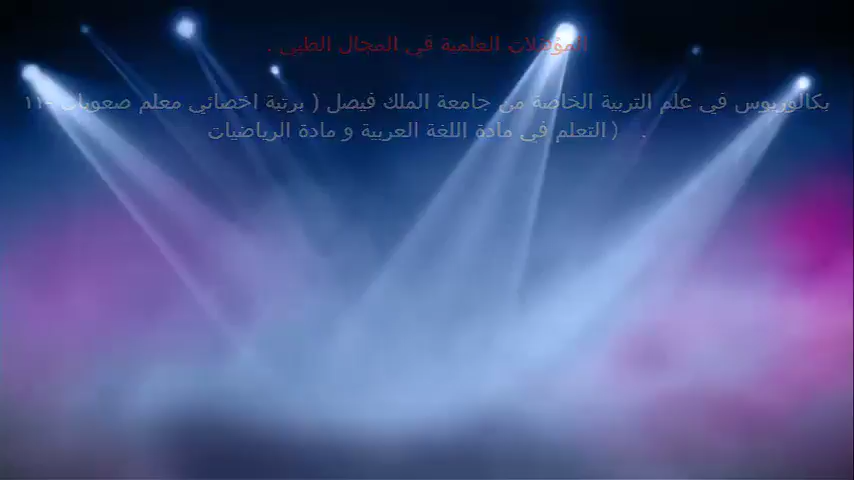 المؤهلات العلمية في المجال الطبي .
١١- بكالوريوس في علم التربية الخاصة من جامعة الملك فيصل ( برتبة اخصائي معلم صعوبات
التعلم في مادة اللغة العربية و مادة الرياضيات ) .